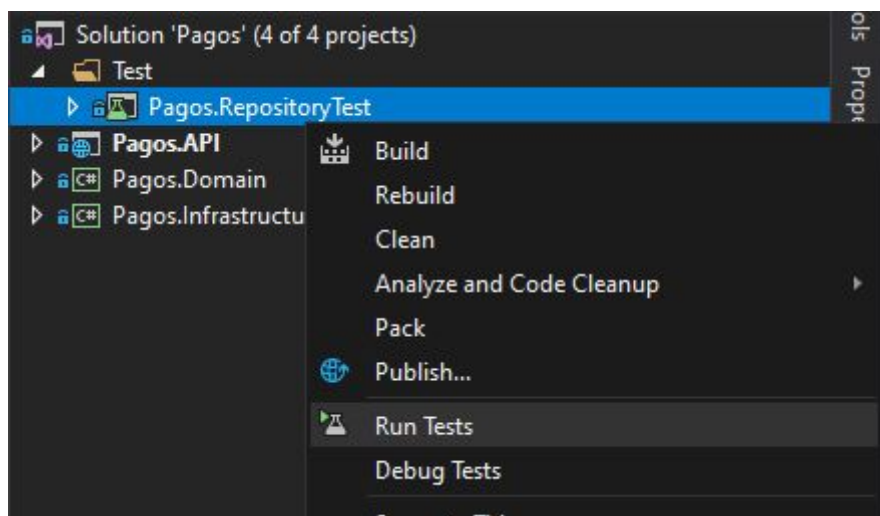 Solution 'Pagos' (4 of 4 projects)
Test
Pagos.RepositoryTest
Pagos.API
Pagos.Domain
Pagos.Infrastructu
Build
Rebuild
Clean
Analyze and Code Cleanup
Pack
Publish...
Run Tests
Debug Tests
ols
Prope